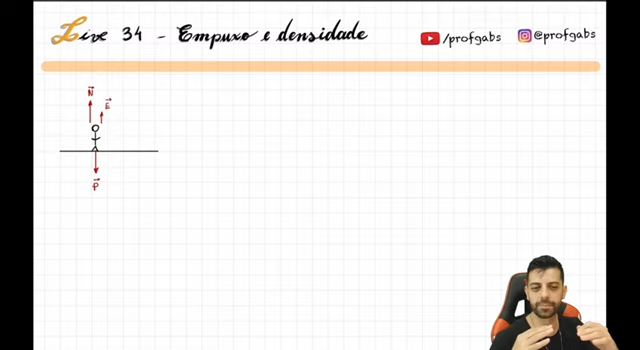 Live 34 - Empuxo e densidade
/profgabs
@profgabs
N
E
P